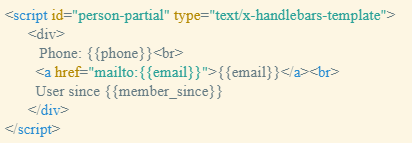 <script id="person-partial" type="text/x-handlebars-template">
<div>
Phone: {{phone}}<br>
<a href="mailto:{{email}}">{{email}}</a><br>
User since {{member_since}}
</div>
</script>